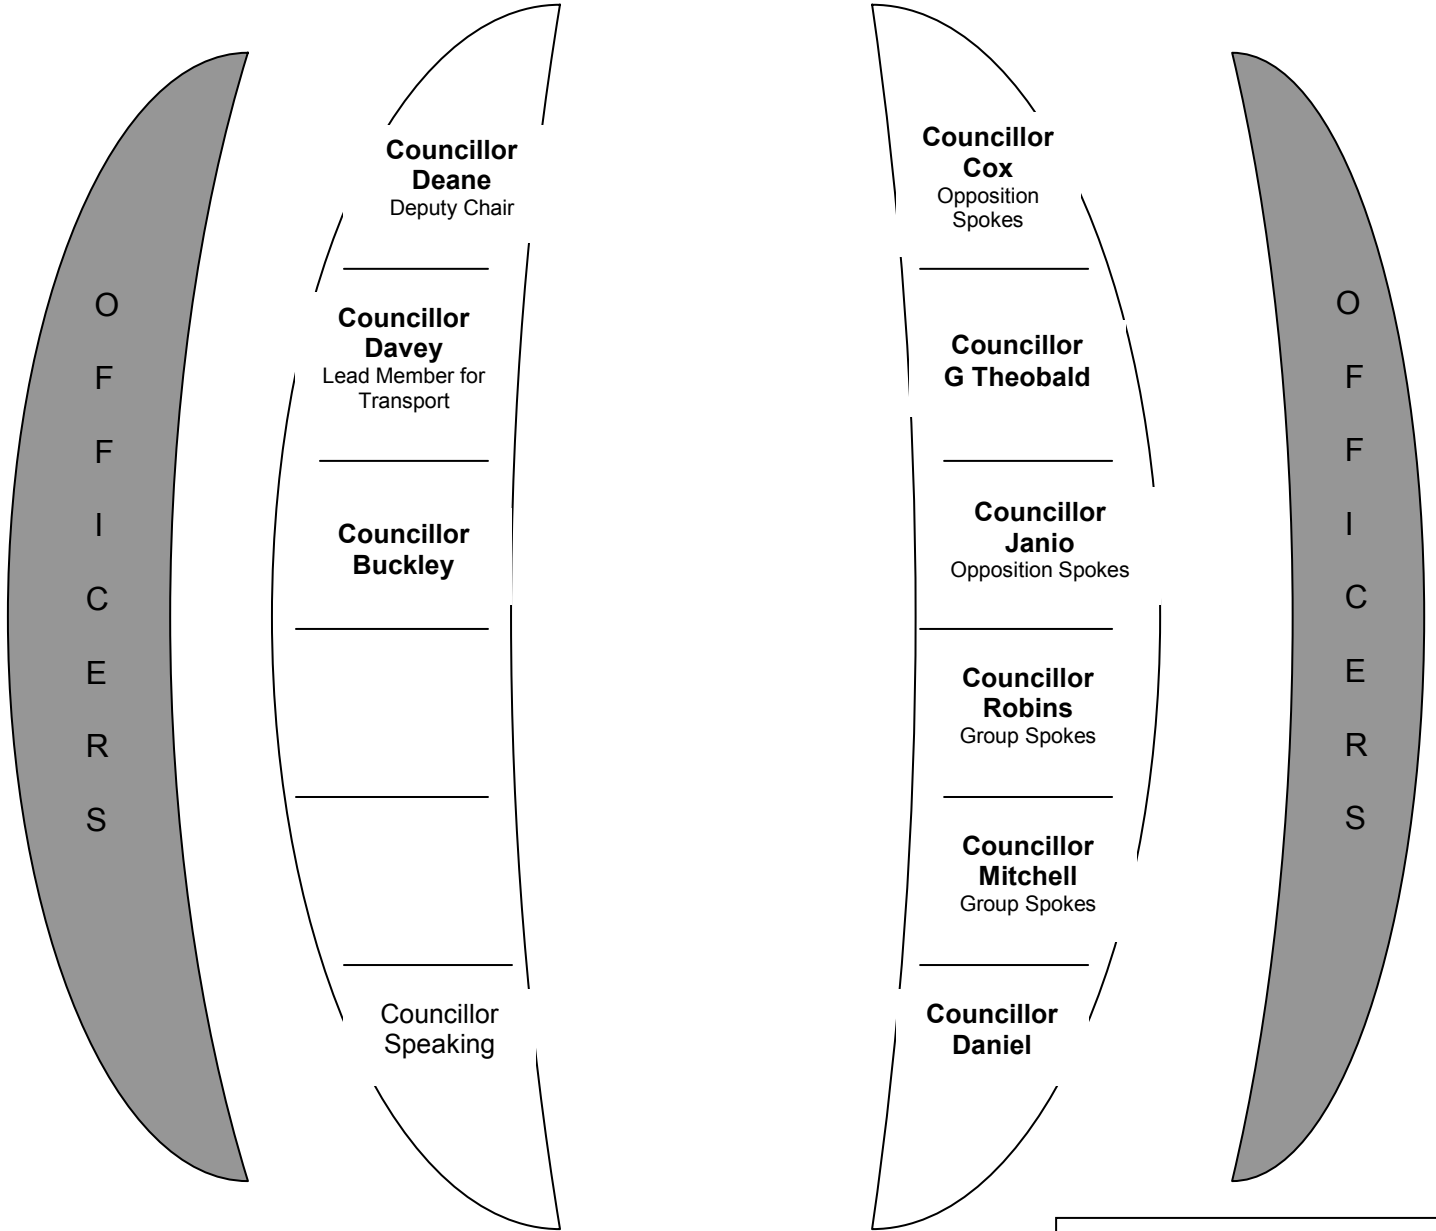 O
F
F
I
C
E
R
S
Councillor
Deane
Deputy Chair
Councillor
Davey
Lead Member for
Transport
Councillor
Buckley
Councillor
Speaking
Councillor
Cox
Opposition
Spokes
Councillor
G Theobald
Councillor
Janio
Opposition Spokes
Councillor
Robins
Group Spokes
Councillor
Mitchell
Group Spokes
Councillor
Daniel
O
F
F
I
C
E
R
S